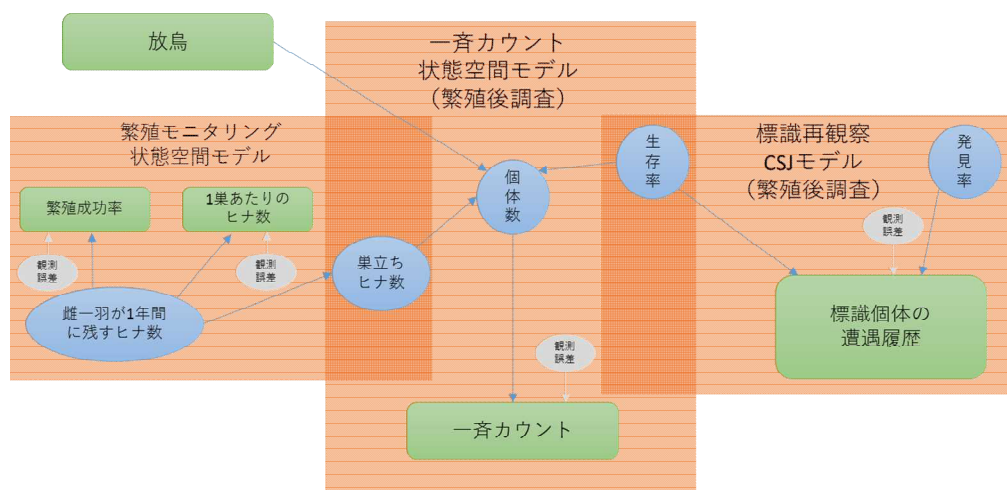 放鳥
一斉カウント
状態空間モデル
（繁殖後調査）
繁殖モニタリング
状態空間モデル
標識再観察
CSJモデル
（繁殖後調査）
生存率
発見率
個体数
繁殖成功率
1巣あたりの
ヒナ数
観測
誤差
観測
誤差
観測
誤差
巣立ち
ヒナ数
雌一羽が1年間
に残すヒナ数
標識個体の
遭遇履歴
観測
誤差
一斉カウント